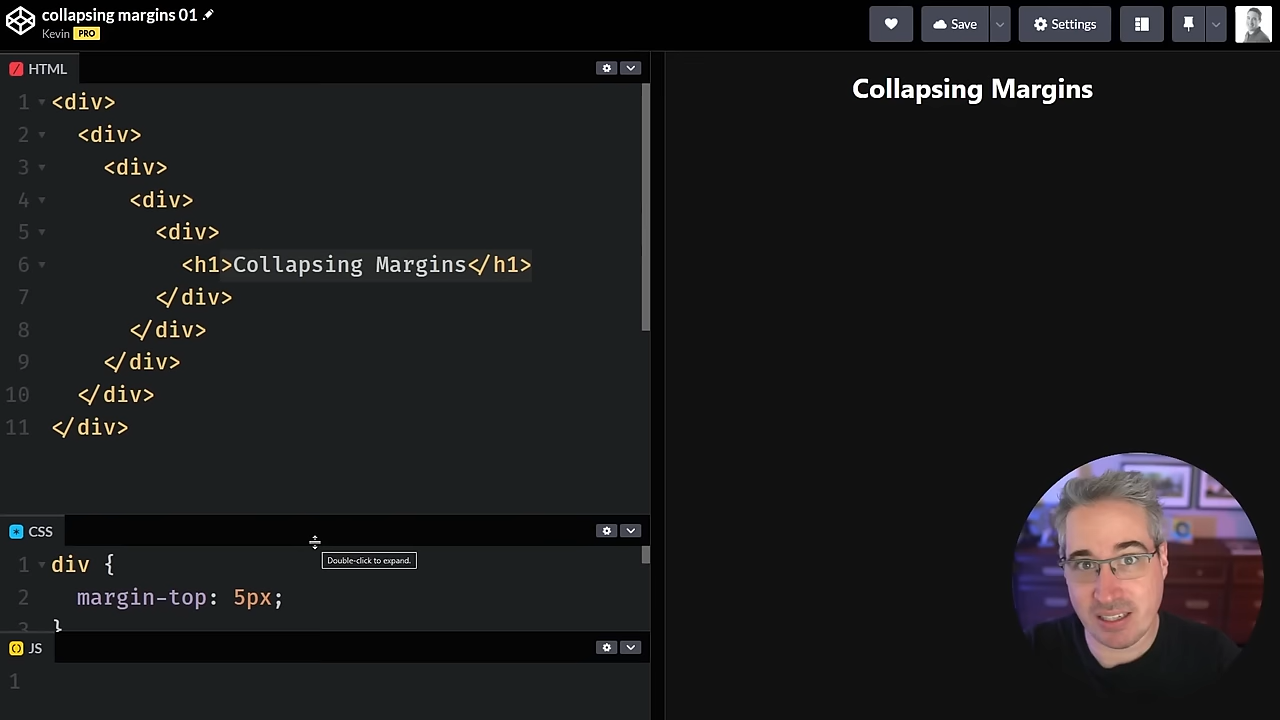 collapsing margins 01
Kevin PRO
Save
Settings
HTML
1 <div>
2 <div>
3 <div>
4 <div>
5 <div>
6 <h1>Collapsing Margins</h1>
7 </div>
8 </div>
9 </div>
10 </div>
11 </div>
CSS
Double-click to expand.
1 div {
2 margin-top: 5px;
3 }
JS
1
Collapsing Margins